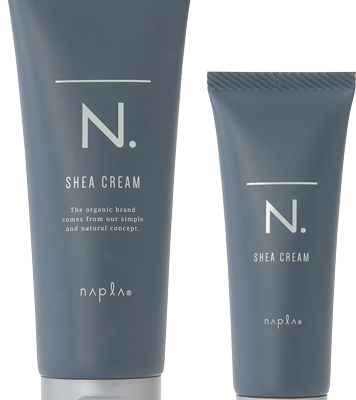 N.
SHEA CREAM
The organic brand
comes from our simple
and natural concept.
napla®
N.
SHEA CREAM
napla®